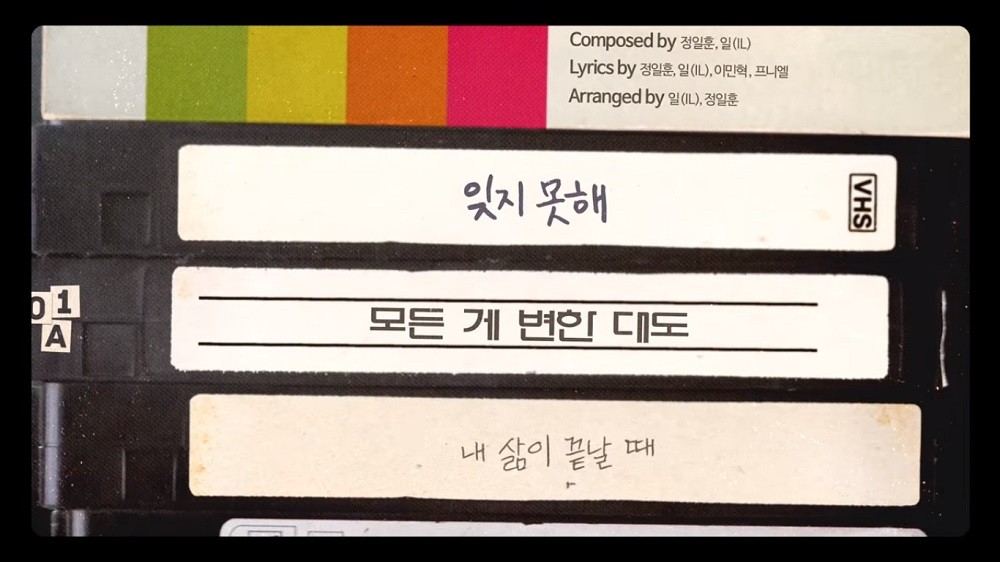 Composed by 정일훈, 일(IL)
Lyrics by 정일훈, 일(IL), 이민혁, 프니엘
Arranged by 일(IL), 정일훈
잊지 못해
VHS
01
A
모든 게 변한 대도
내 삶이 끝날 때